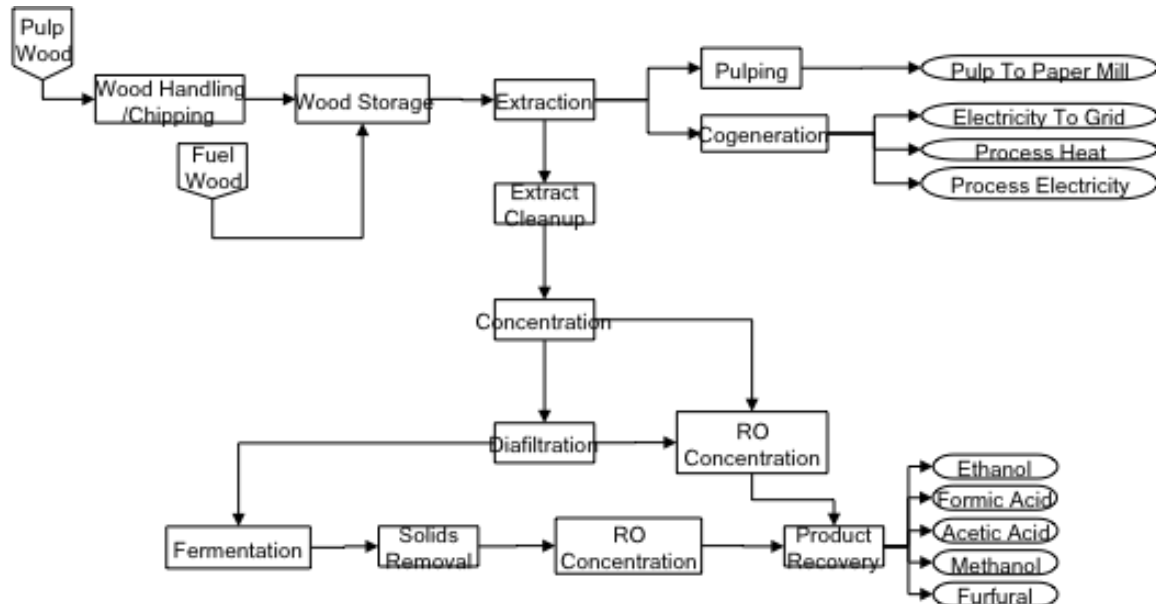 Pulp
Wood
Wood Handling
/Chipping
Wood Storage
Extraction
Pulping
Pulp To Paper Mill
Cogeneration
Electricity To Grid
Process Heat
Process Electricity
Fuel
Wood
Extract
Cleanup
Concentration
Diafiltration
RO
Concentration
Fermentation
Solids
Removal
RO
Concentration
Product
Recovery
Ethanol
Formic Acid
Acetic Acid
Methanol
Furfural